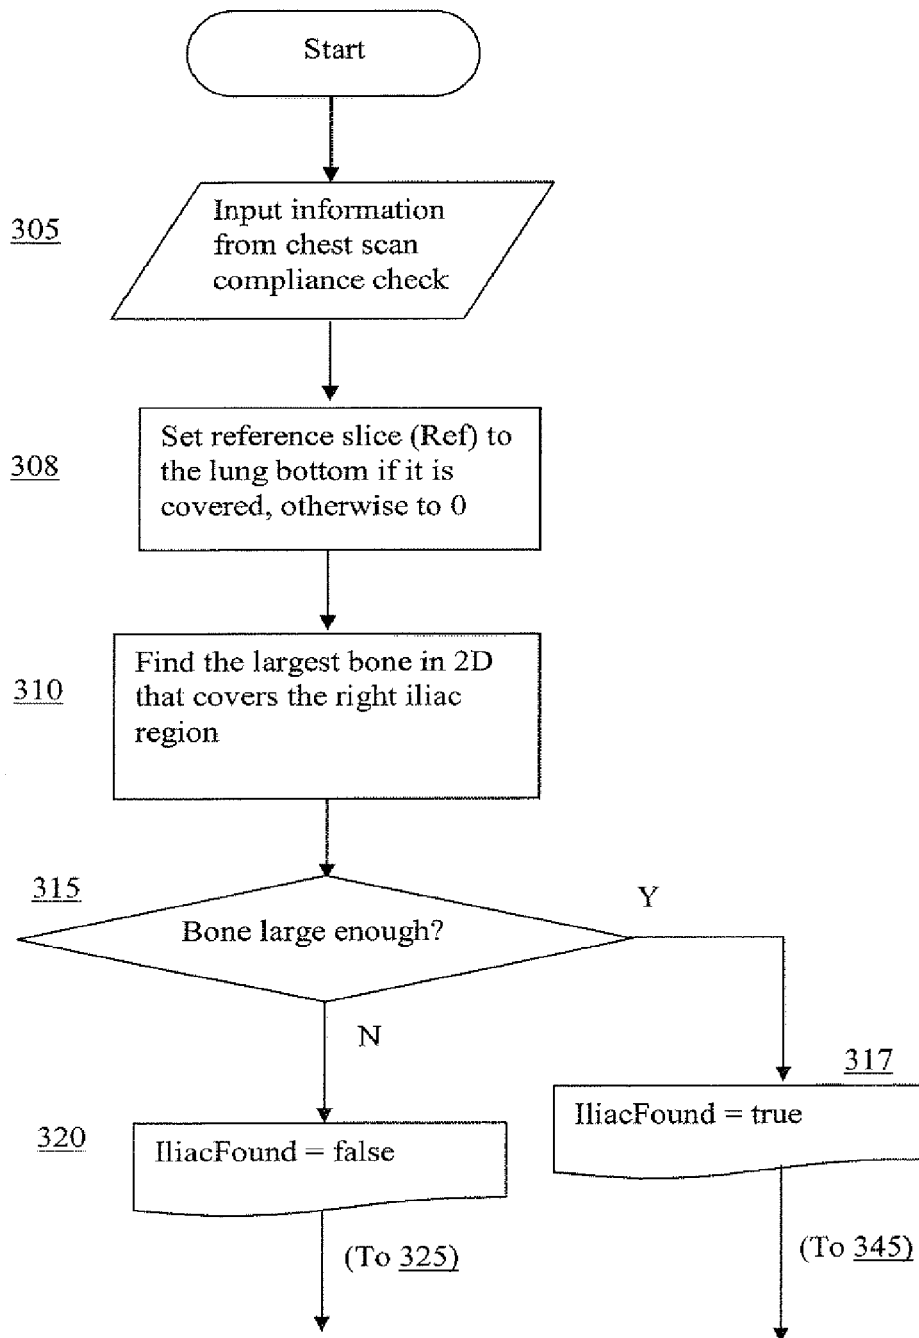 Start
305
Input information
from chest scan
compliance check
308
Set reference slice (Ref) to
the lung bottom if it is
covered, otherwise to 0
310
Find the largest bone in 2D
that covers the right iliac
region
315
Bone large enough?
Y
N
317
IliacFound = true
320
IliacFound = false
(To 325)
(To 345)